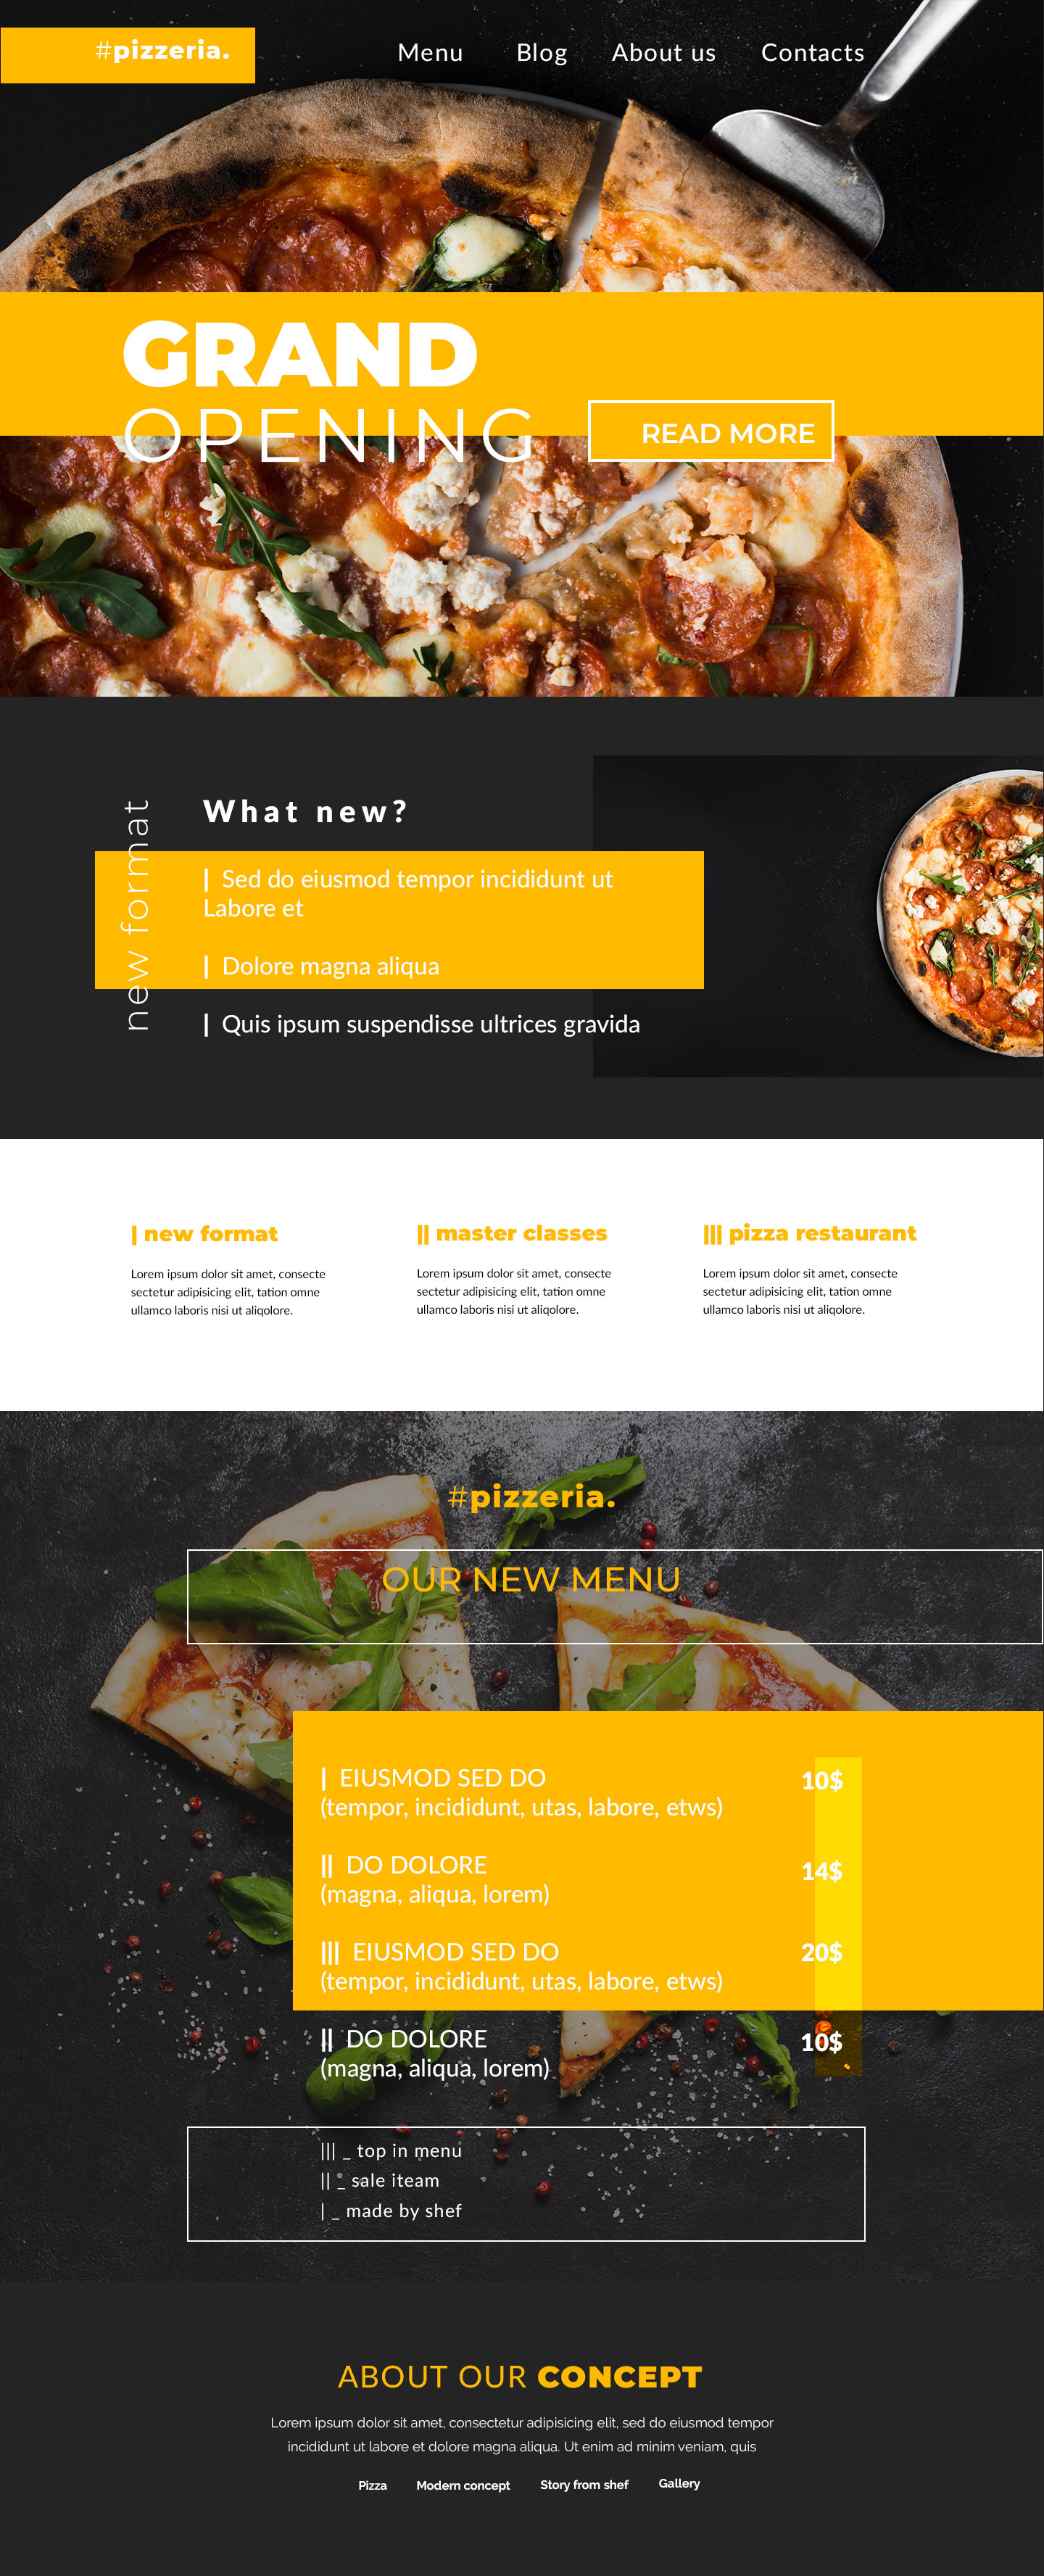 #pizzeria.
Menu Blog About us Contacts
GRAND
OPENING
READ MORE
new format
What new?
| Sed do eiusmod tempor incididunt ut
Labore et
| Dolore magna aliqua
| Quis ipsum suspendisse ultrices gravida
| new format
Lorem ipsum dolor sit amet, consecte
sectetur adipisicing elit, tation omne
ullamco laboris nisi ut aliqolore.
|| master classes
Lorem ipsum dolor sit amet, consecte
sectetur adipisicing elit, tation omne
ullamco laboris nisi ut aliqolore.
||| pizza restaurant
Lorem ipsum dolor sit amet, consecte
sectetur adipisicing elit, tation omne
ullamco laboris nisi ut aliqolore.
#pizzeria.
OUR NEW MENU
| EIUSMOD SED DO 10$
(tempor, incididunt, utas, labore, etws)
|| DO DOLORE 14$
(magna, aliqua, lorem)
||| EIUSMOD SED DO 20$
(tempor, incididunt, utas, labore, etws)
|| DO DOLORE 10$
(magna, aliqua, lorem)
||| _ top in menu
|| _ sale iteam
| _ made by shef
ABOUT OUR CONCEPT
Lorem ipsum dolor sit amet, consectetur adipisicing elit, sed do eiusmod tempor
incididunt ut labore et dolore magna aliqua. Ut enim ad minim veniam, quis
Pizza Modern concept Story from shef Gallery